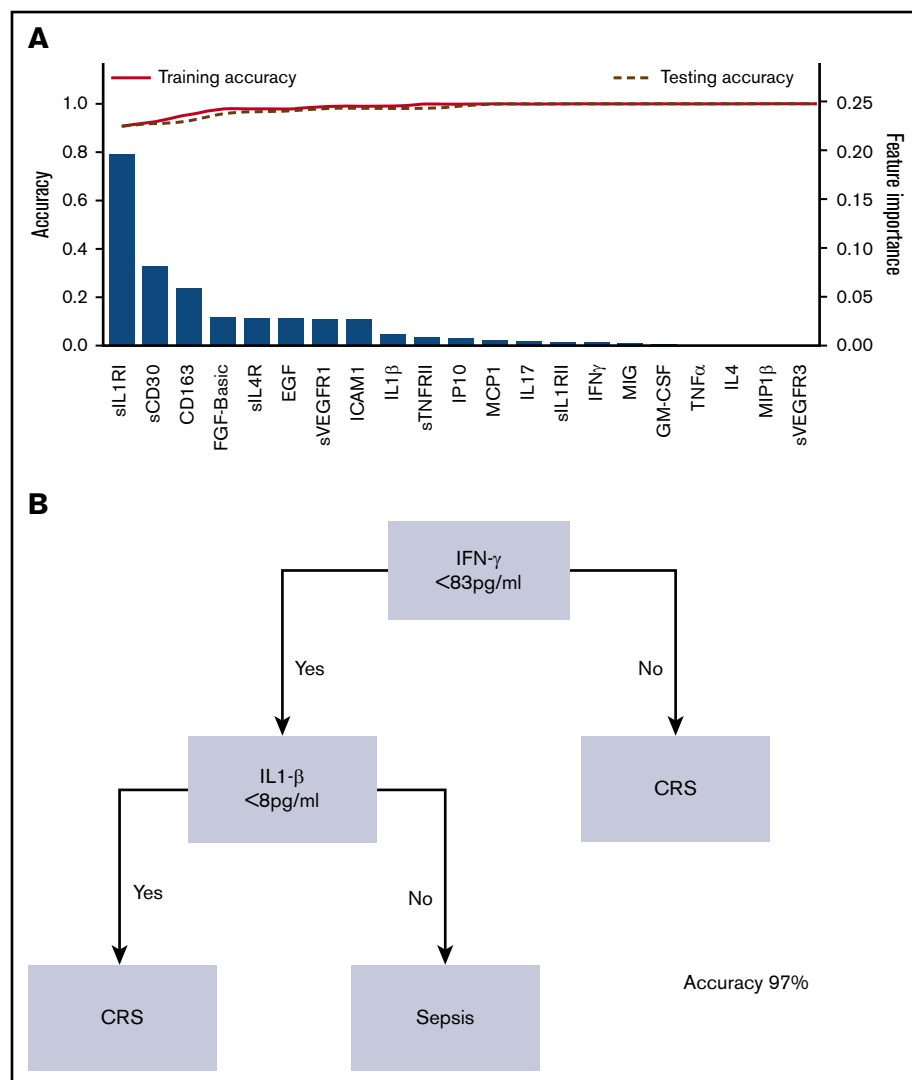 A
Training accuracy
Testing accuracy
Accuracy
1.0
0.8
0.6
0.4
0.2
0.0
0.25
0.20
0.15
0.10
0.05
0.00
Feature importance
sIL1RI
sCD30
CD163
FGF-Basic
sIL4R
EGF
sVEGFR1
ICAM1
IL1β
sTNFRII
IP10
MCP1
IL17
sIL1RII
IFNγ
MIG
GM-CSF
TNFα
IL4
MIP1β
sVEGFR3
B
IFN-γ
<83pg/ml
Yes
No
IL1-β
<8pg/ml
CRS
Yes
No
CRS
Sepsis
Accuracy 97%